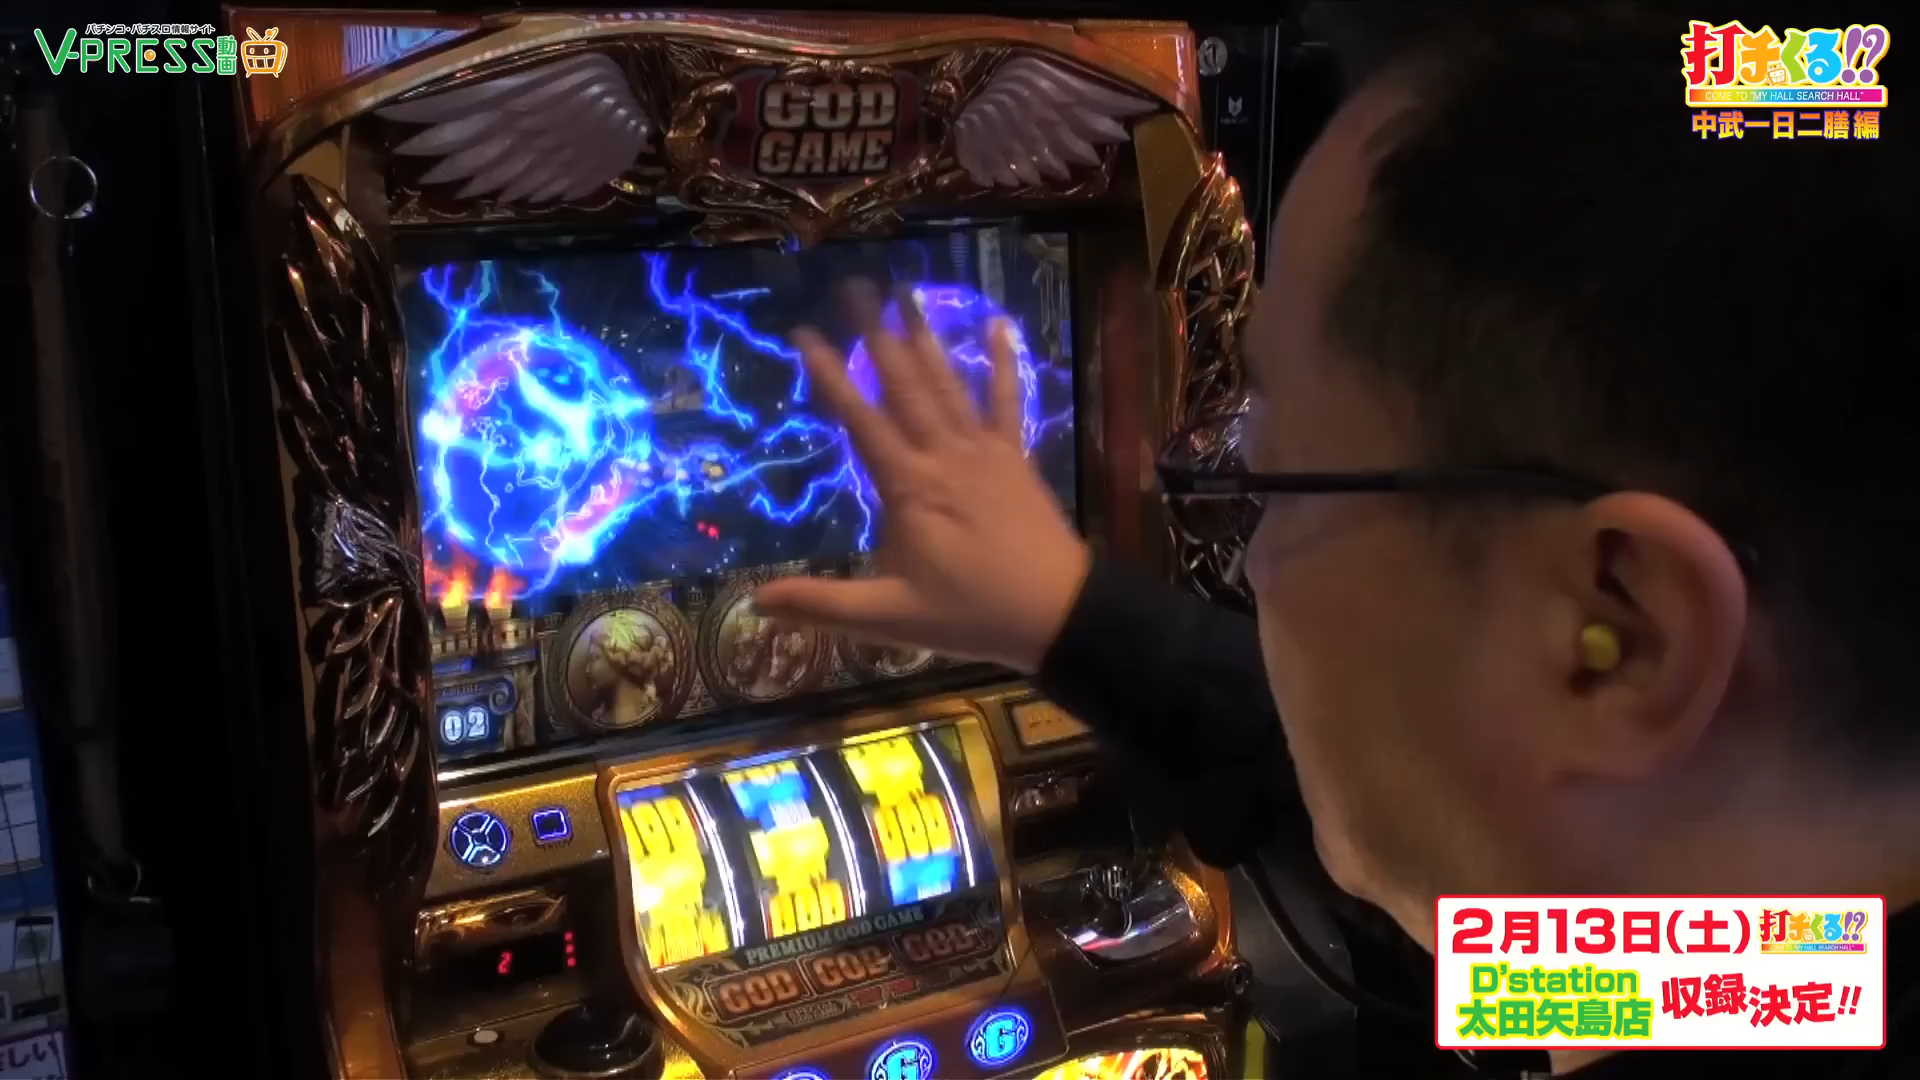 パチンコ・パチスロ情報サイト
V-PRESS動画
打チくる!?
COME TO "MY HALL SEARCH HALL"
中武一日二膳編
GOD
GAME
02
2
PREMIUM GOD GAME
GOD GOD GOD
G G
2月13日(土)打チくる!?
D'station
太田矢島店
収録決定!!